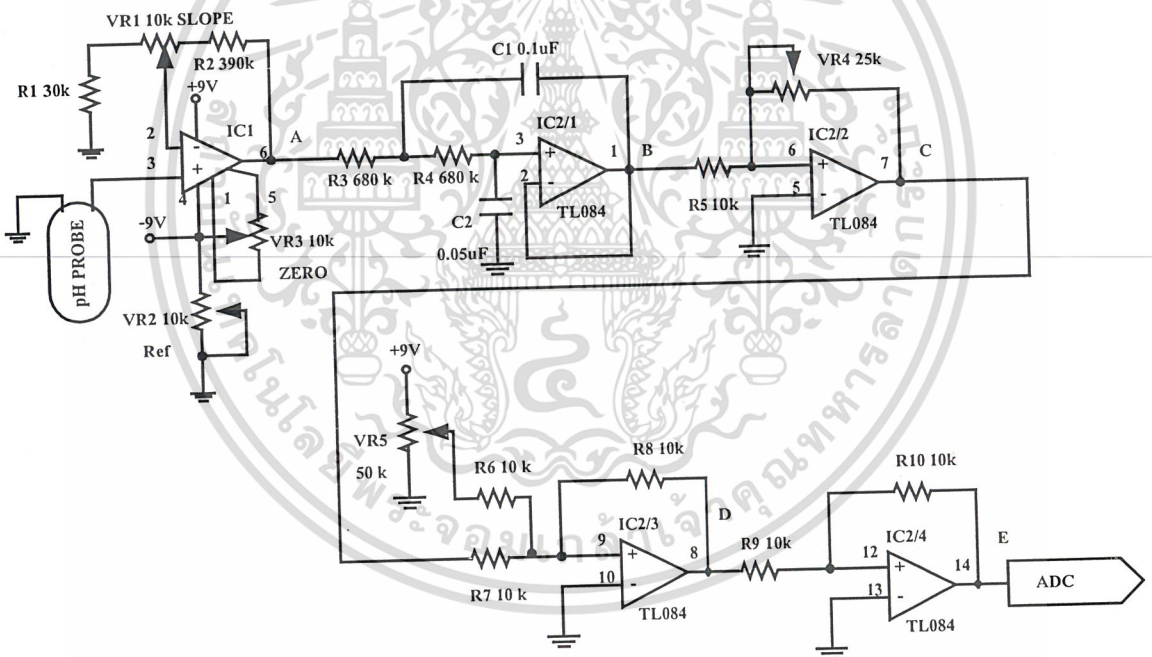 VR1 10k SLOPE
R2 390k
R1 30k
+9V
IC1
2
3
-
+
6
A
4
1
5
-9V
VR3 10k
ZERO
VR2 10k
Ref
pH PROBE
C1 0.1uF
R3 680 k
R4 680 k
C2
0.05uF
IC2/1
3
2
+
-
1
B
TL084
VR4 25k
R5 10k
IC2/2
6
5
+
-
7
C
TL084
+9V
VR5
50 k
R6 10 k
R7 10 k
R8 10k
IC2/3
9
10
+
-
8
D
TL084
R9 10k
R10 10k
IC2/4
12
13
+
-
14
E
TL084
ADC